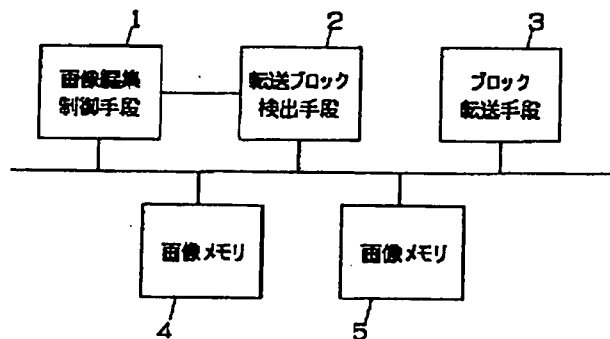 1
画像編集
制御手段
2
転送ブロック
検出手段
3
ブロック
転送手段
画像メモリ
4
画像メモリ
5